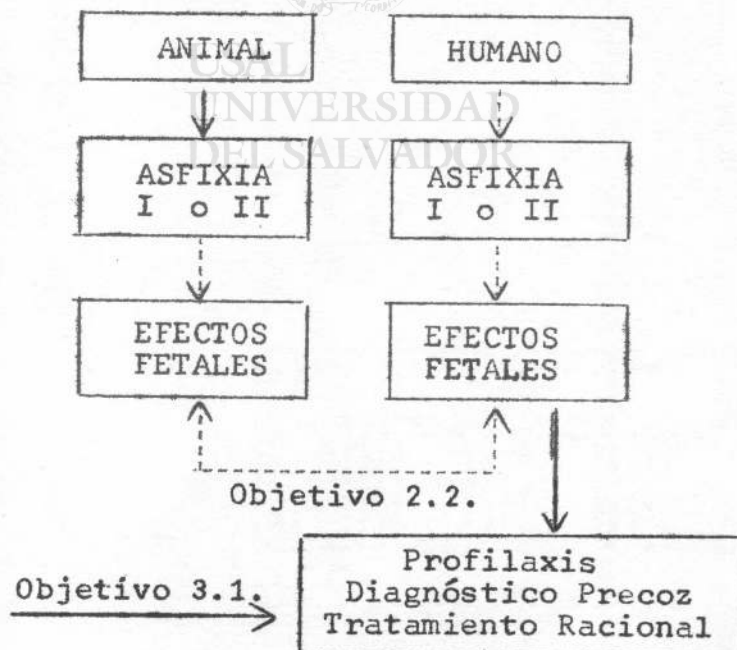 ANIMAL
HUMANO
USAL
UNIVERSIDAD
DEL SALVADOR
ASFIXIA
I o II
ASFIXIA
I o II
EFECTOS
FETALES
EFECTOS
FETALES
Objetivo 2.2.
Objetivo 3.1.
Profilaxis
Diagnóstico Precoz
Tratamiento Racional